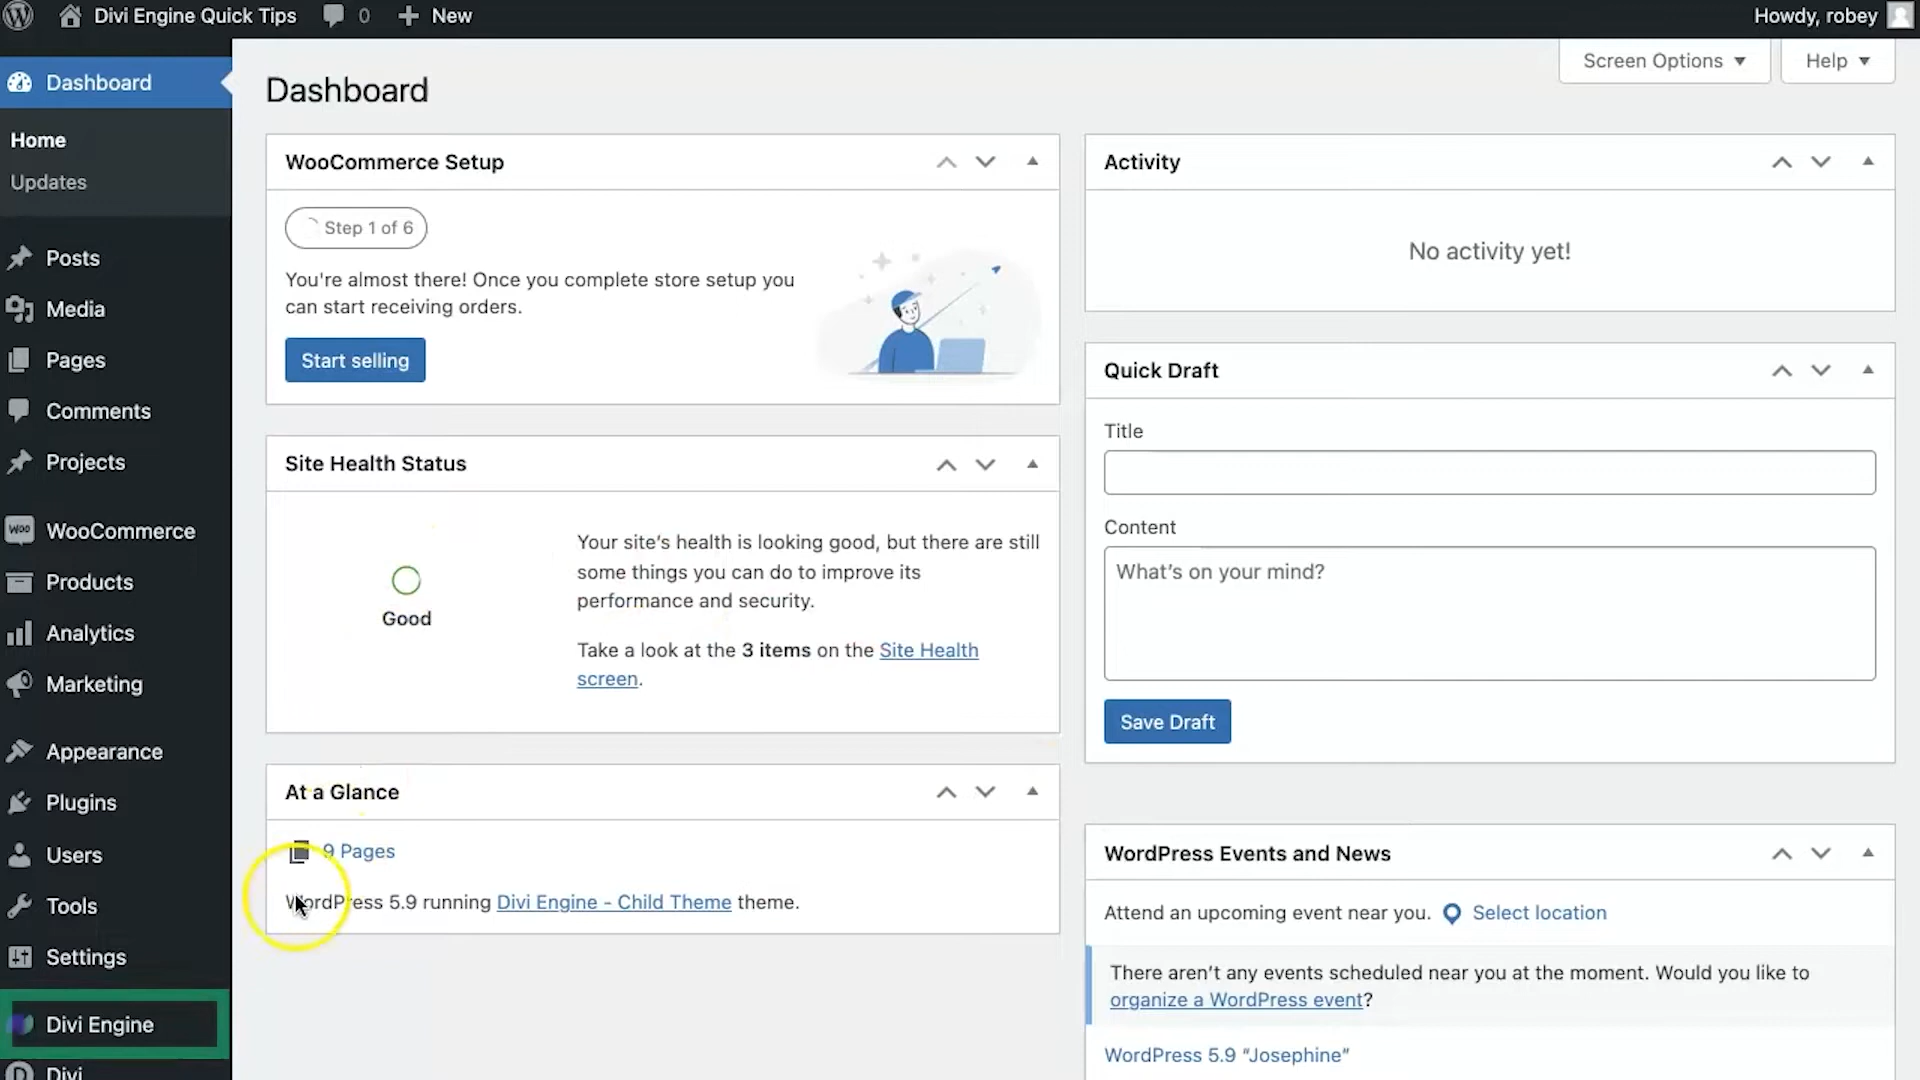 Divi Engine Quick Tips
0
New
Howdy, robey
Dashboard
Home
Updates
Posts
Media
Pages
Comments
Projects
Woo
WooCommerce
Products
Analytics
Marketing
Appearance
Plugins
Users
Tools
Settings
Divi Engine
Divi
Screen Options
Help
Dashboard
WooCommerce Setup
Step 1 of 6
You're almost there! Once you complete store setup you
can start receiving orders.
Start selling
Site Health Status
Good
Your site's health is looking good, but there are still
some things you can do to improve its
performance and security.
Take a look at the 3 items on the Site Health
screen.
At a Glance
9 Pages
WordPress 5.9 running Divi Engine - Child Theme theme.
Activity
No activity yet!
Quick Draft
Title
Content
What's on your mind?
Save Draft
WordPress Events and News
Attend an upcoming event near you.
Select location
There aren't any events scheduled near you at the moment. Would you like to
organize a WordPress event?
WordPress 5.9 “Josephine”